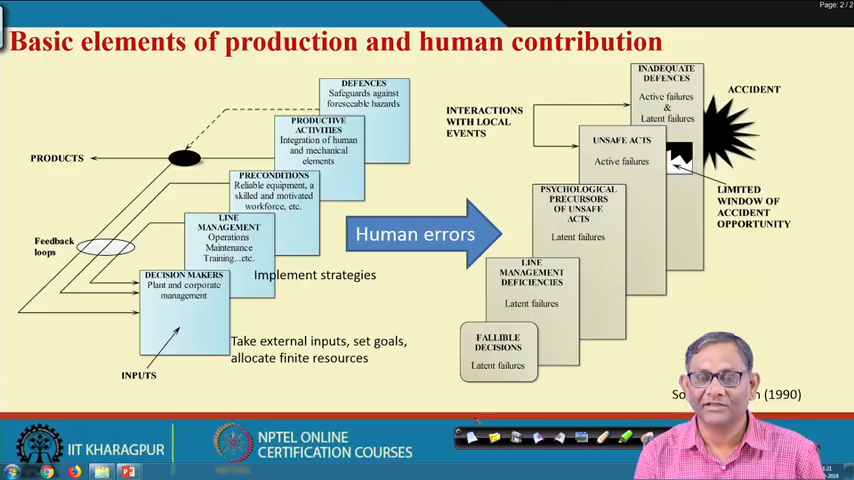 Page: 2 / 2
Basic elements of production and human contribution
DEFENCES
Safeguards against
foreseeable hazards
PRODUCTIVE
ACTIVITIES
Integration of human
and mechanical
elements
PRODUCTS
PRECONDITIONS
Reliable equipment, a
skilled and motivated
workforce, etc.
LINE
MANAGEMENT
Operations
Maintenance
Training...etc.
Feedback
loops
Implement strategies
DECISION MAKERS
Plant and corporate
management
Take external inputs, set goals,
allocate finite resources
INPUTS
Human errors
INADEQUATE
DEFENCES
Active failures
&
Latent failures
ACCIDENT
INTERACTIONS
WITH LOCAL
EVENTS
UNSAFE ACTS
Active failures
LIMITED
WINDOW OF
ACCIDENT
OPPORTUNITY
PSYCHOLOGICAL
PRECURSORS
OF UNSAFE
ACTS
Latent failures
LINE
MANAGEMENT
DEFICIENCIES
Latent failures
FALLIBLE
DECISIONS
Latent failures
(1990)
IIT KHARAGPUR
NPTEL ONLINE
CERTIFICATION COURSES